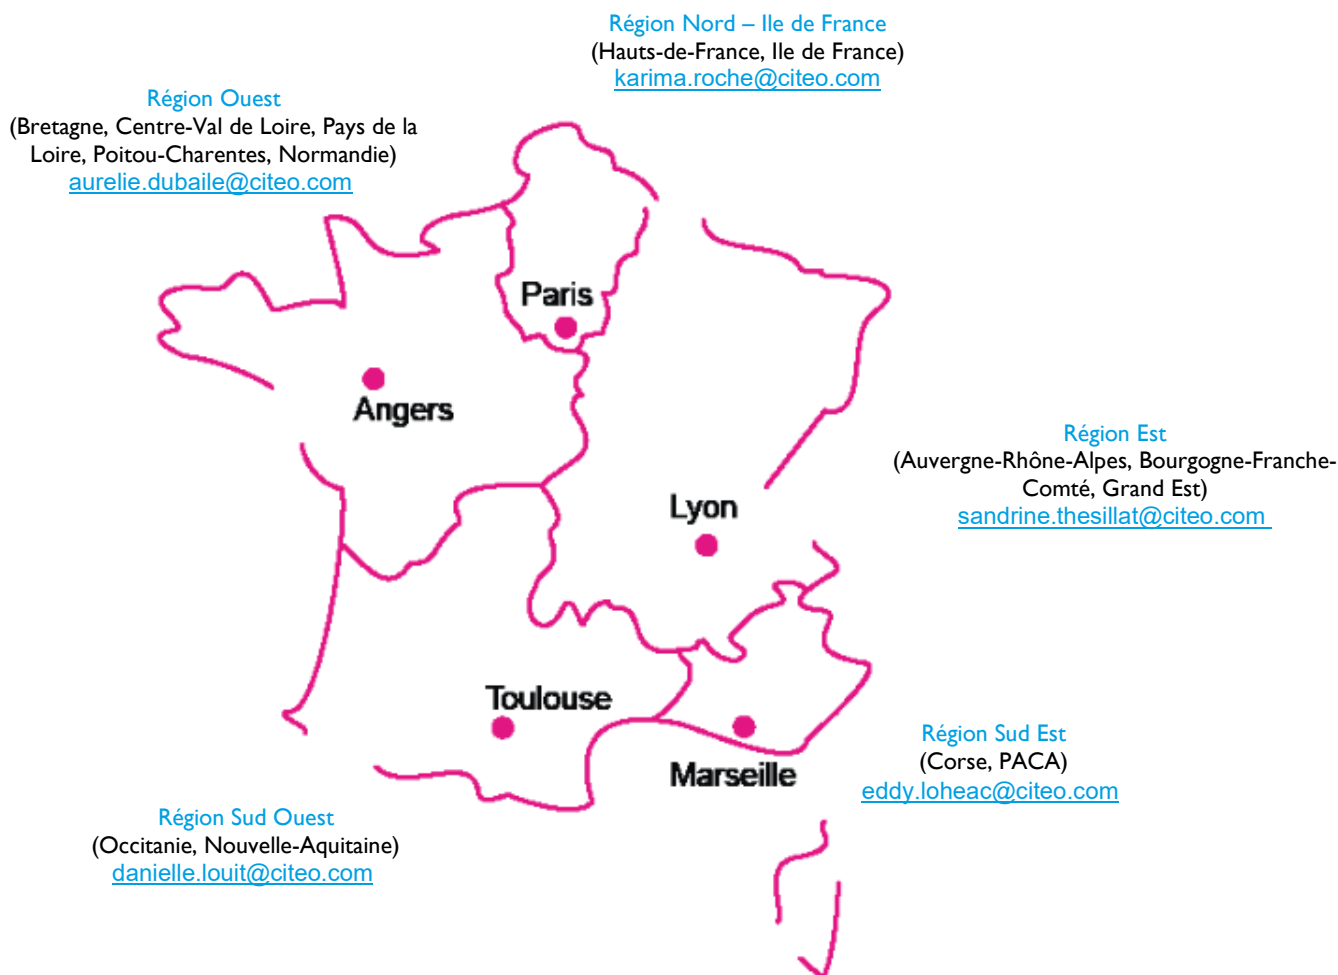 Région Nord – Ile de France
(Hauts-de-France, Ile de France)
karima.roche@citeo.com
Région Ouest
(Bretagne, Centre-Val de Loire, Pays de la
Loire, Poitou-Charentes, Normandie)
aurelie.dubaile@citeo.com
Paris
Angers
Région Est
(Auvergne-Rhône-Alpes, Bourgogne-Franche-
Comté, Grand Est)
sandrine.thesillat@citeo.com
Lyon
Toulouse
Marseille
Région Sud Est
(Corse, PACA)
eddy.loheac@citeo.com
Région Sud Ouest
(Occitanie, Nouvelle-Aquitaine)
danielle.louit@citeo.com